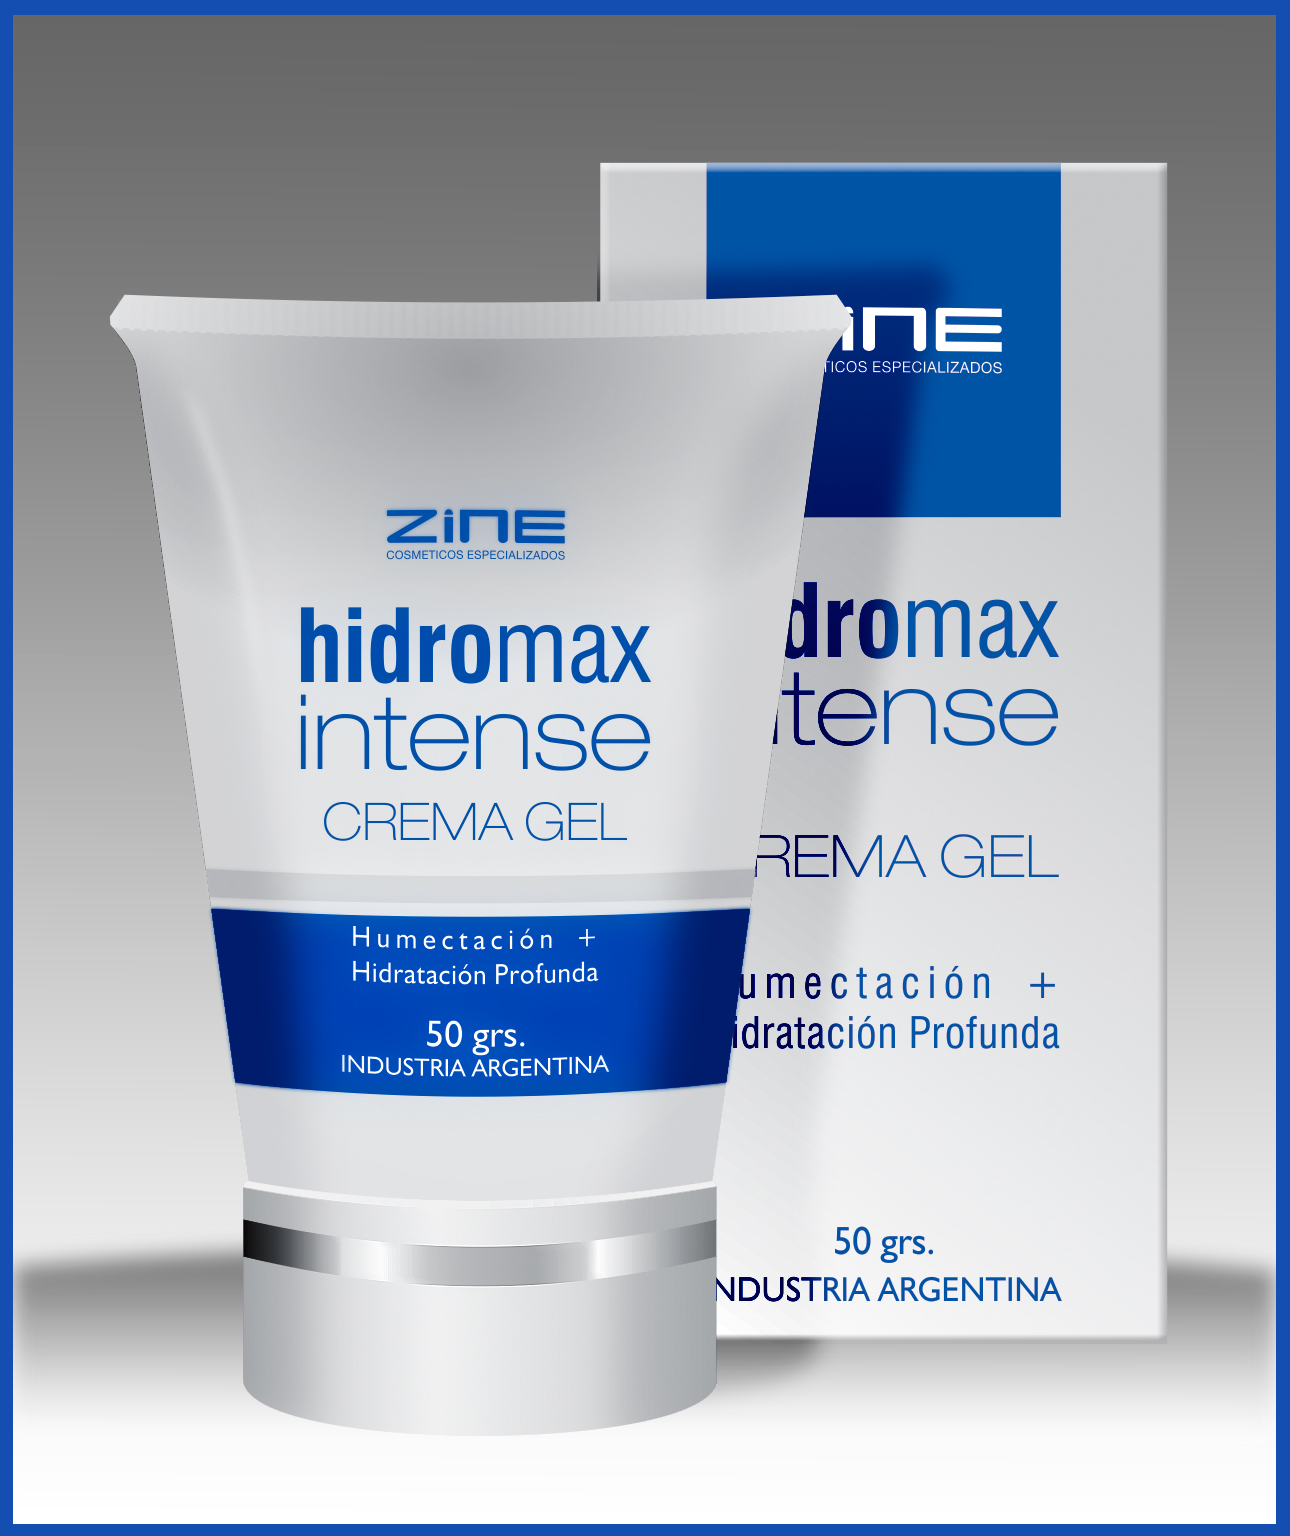 ZiNE
COSMETICOS ESPECIALIZADOS
hidromax
intense
CREMA GEL
Humectación +
Hidratación Profunda
50 grs.
INDUSTRIA ARGENTINA
iNE
TICOS ESPECIALIZADOS
dromax
tense
REMA GEL
umectación +
idratación Profunda
50 grs.
NDUSTRIA ARGENTINA